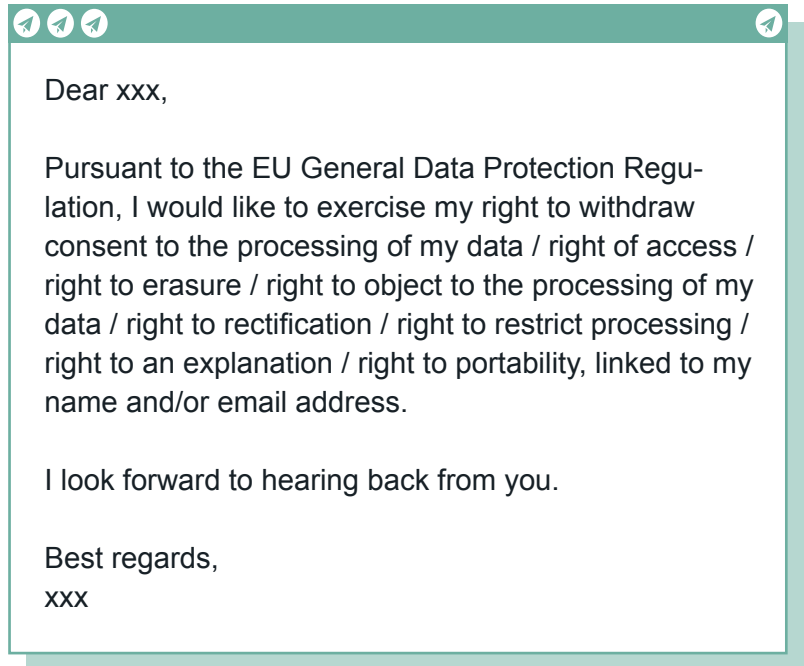 Dear xxx,
Pursuant to the EU General Data Protection Regu-
lation, I would like to exercise my right to withdraw
consent to the processing of my data / right of access /
right to erasure / right to object to the processing of my
data / right to rectification / right to restrict processing /
right to an explanation / right to portability, linked to my
name and/or email address.
I look forward to hearing back from you.
Best regards,
xxx